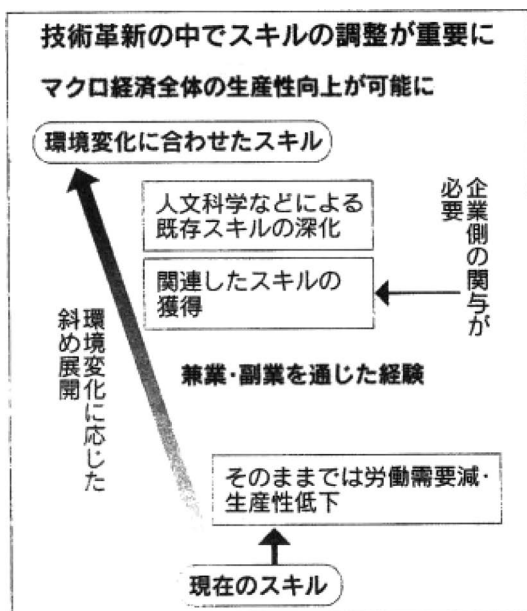 技術革新の中でスキルの調整が重要に
マクロ経済全体の生産性向上が可能に
環境変化に合わせたスキル
人文科学などによる
既存スキルの深化
関連したスキルの
獲得
企業側の関与が
必要
環境変化に応じた
斜め展開
兼業・副業を通じた経験
そのままでは労働需要減・
生産性低下
現在のスキル